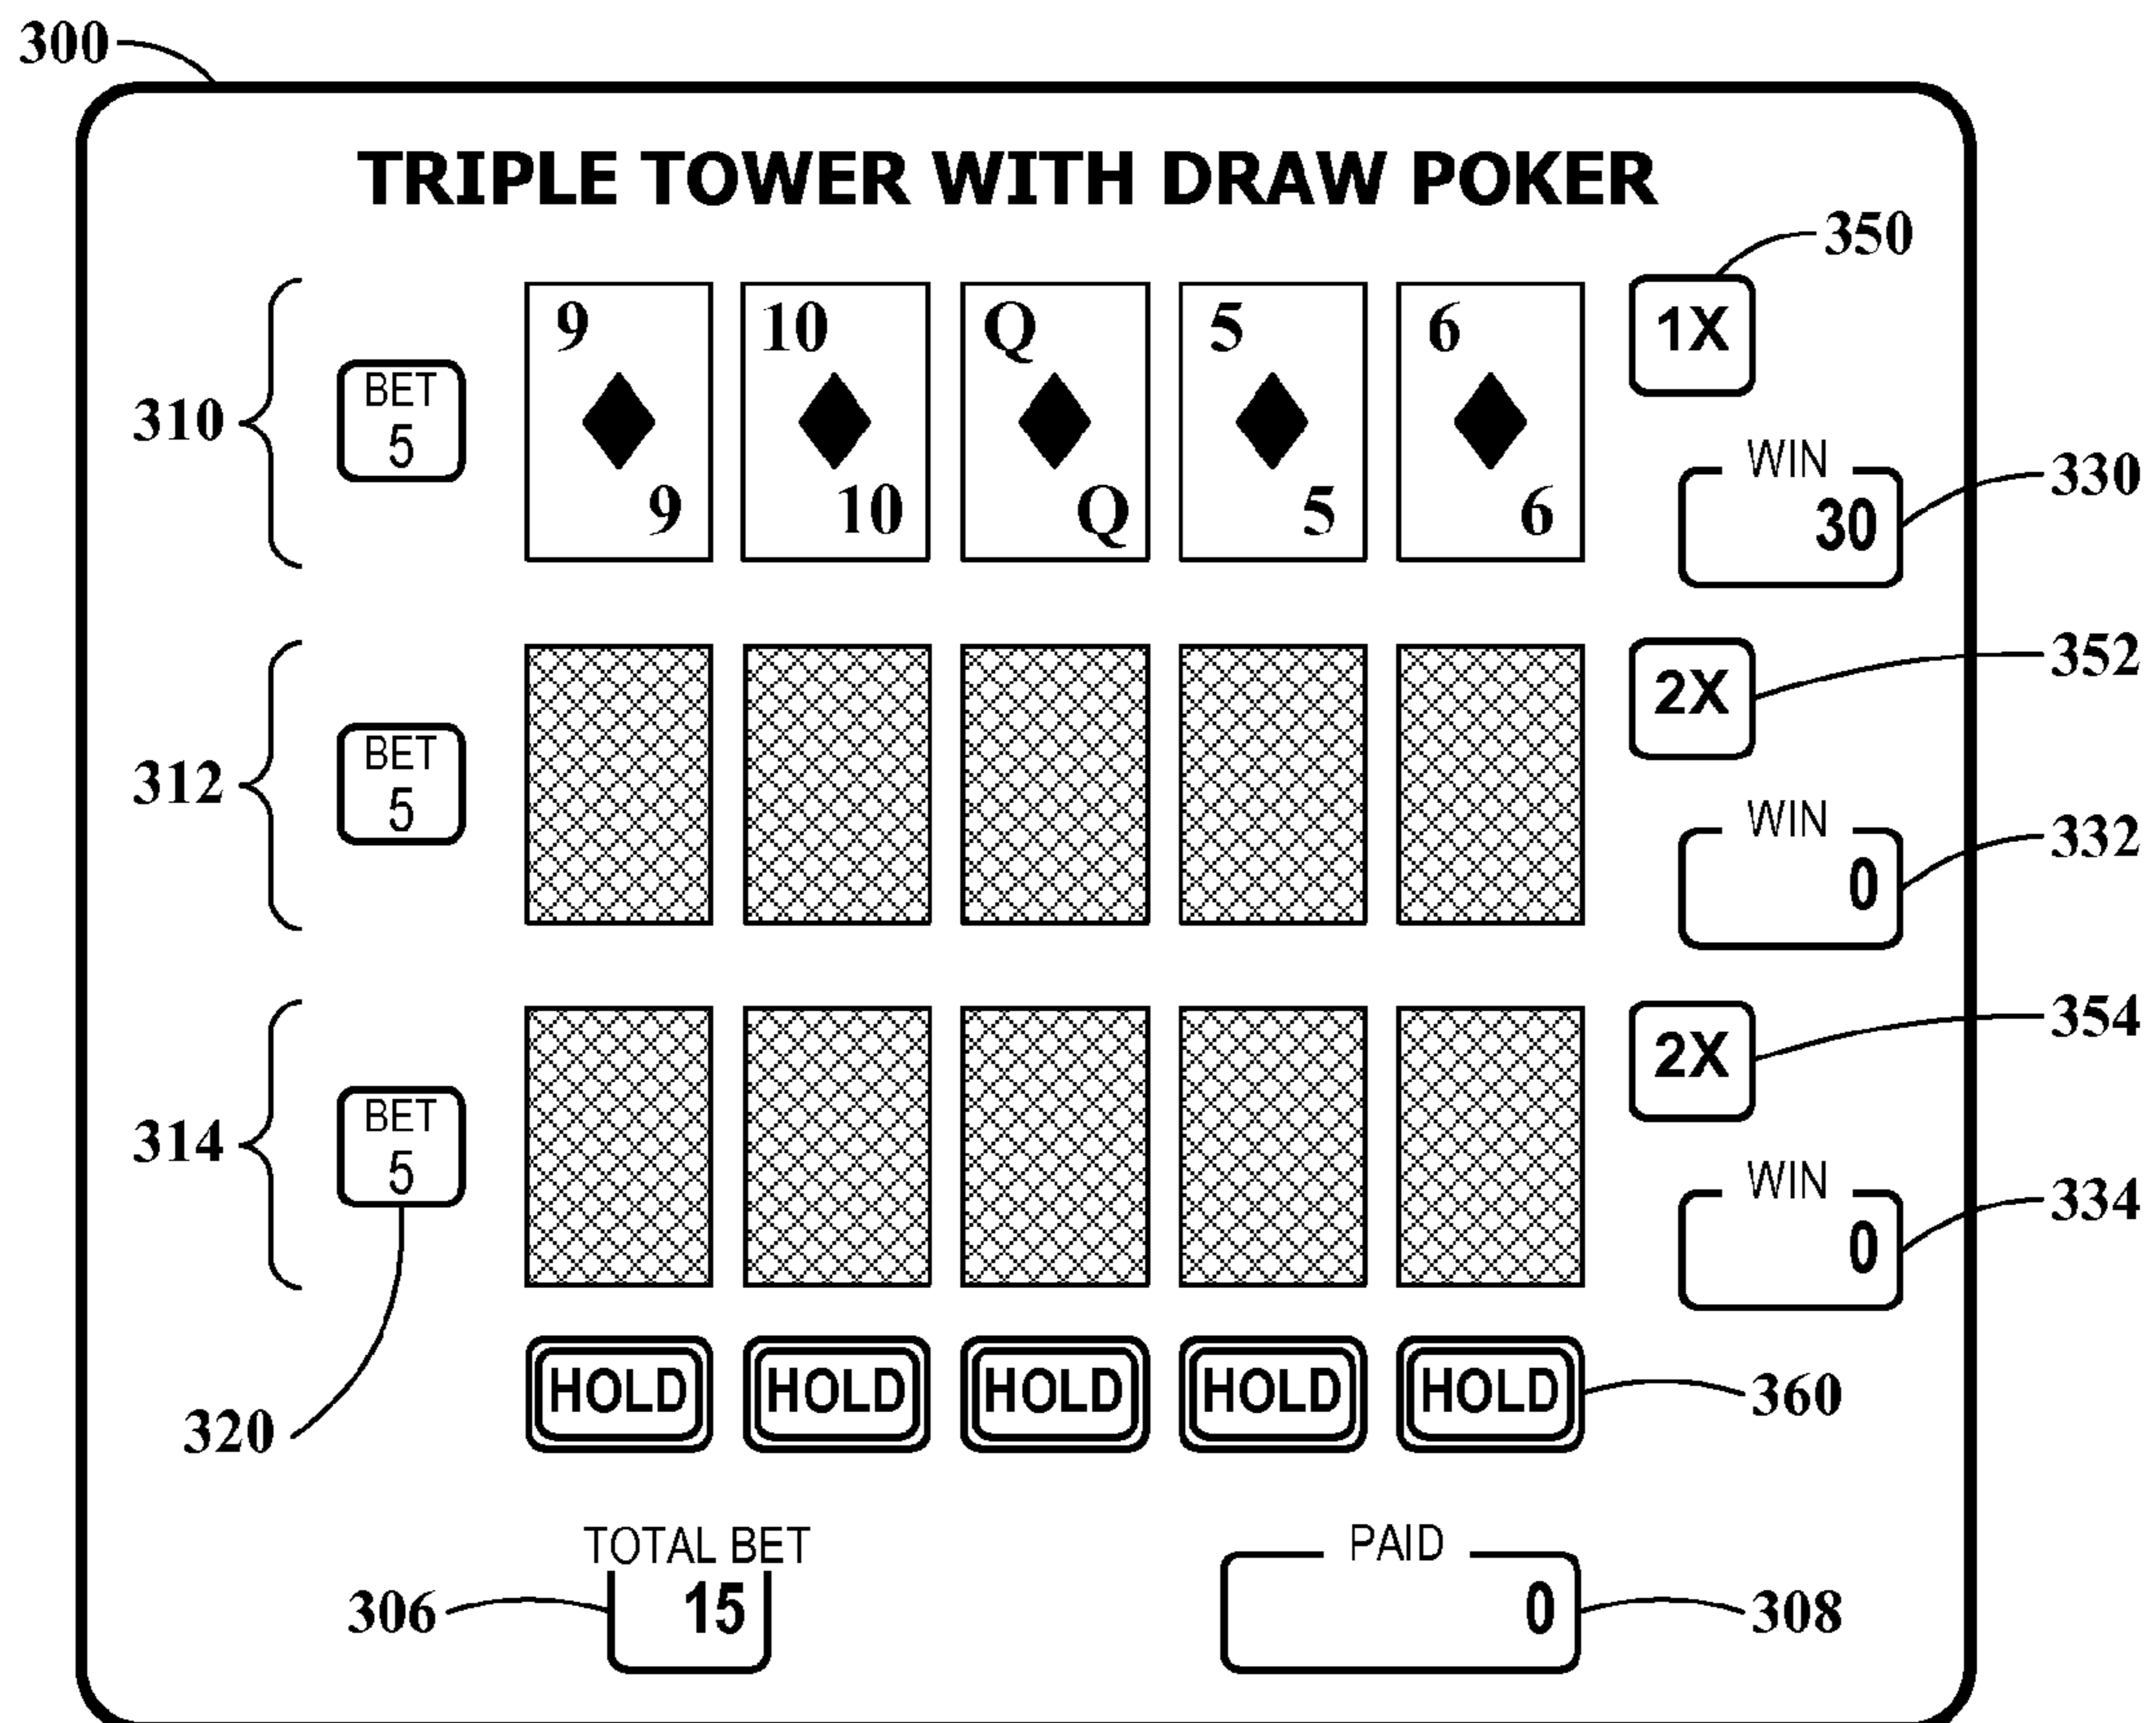 300
TRIPLE TOWER WITH DRAW POKER
350
9 10 Q 5 6
1X
310
BET
5
9 10 Q 5 6
WIN
30
330
352
2X
312
BET
5
WIN
0
332
354
2X
314
BET
5
WIN
0
334
HOLD HOLD HOLD HOLD HOLD
360
320
TOTAL BET
15
306
PAID
0
308